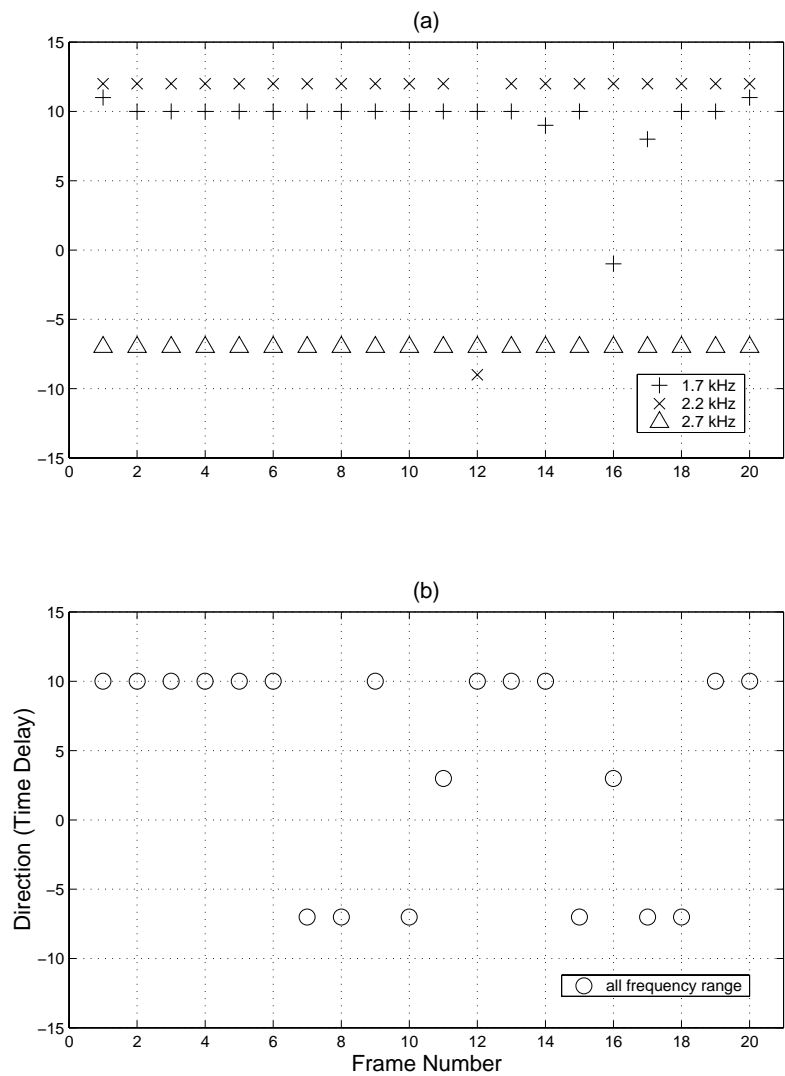 (a)
15
10
5
0
−5
−10
−15
0 2 4 6 8 10 12 14 16 18 20
1.7 kHz
2.2 kHz
2.7 kHz
(b)
15
10
5
0
−5
−10
−15
0 2 4 6 8 10 12 14 16 18 20
Direction (Time Delay)
all frequency range
Frame Number